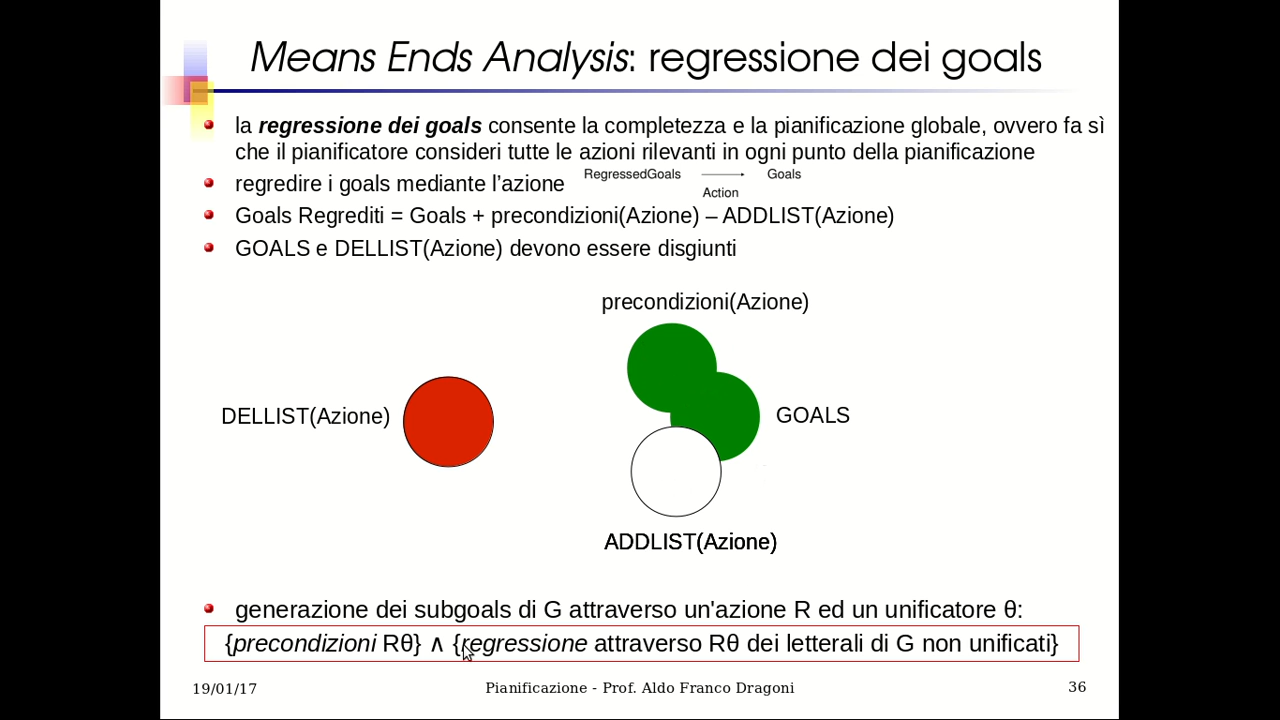 Means Ends Analysis: regressione dei goals
la regressione dei goals consente la completezza e la pianificazione globale, ovvero fa sì
che il pianificatore consideri tutte le azioni rilevanti in ogni punto della pianificazione
regredire i goals mediante l’azione RegressedGoals Goals
Action
Goals Regrediti = Goals + precondizioni(Azione) – ADDLIST(Azione)
GOALS e DELLIST(Azione) devono essere disgiunti
precondizioni(Azione)
DELLIST(Azione) GOALS
ADDLIST(Azione)
generazione dei subgoals di G attraverso un'azione R ed un unificatore θ:
{precondizioni Rθ} ∧ {regressione attraverso Rθ dei letterali di G non unificati}
19/01/17 Pianificazione - Prof. Aldo Franco Dragoni 36